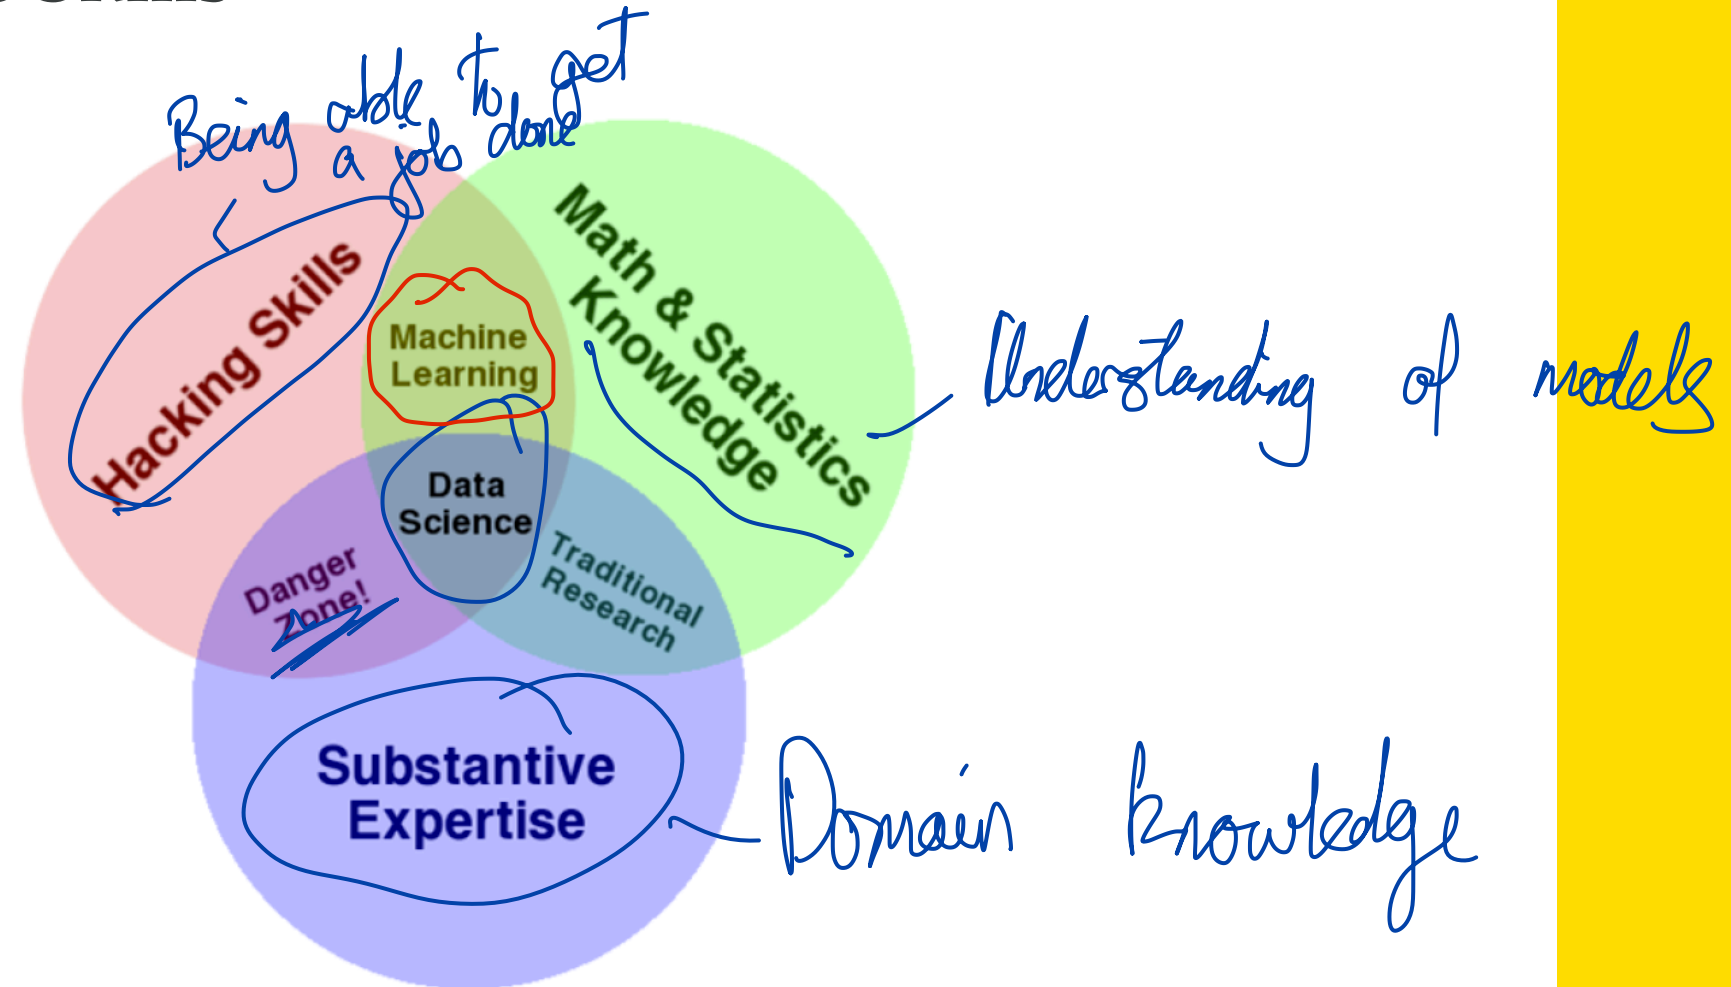 Being able to get
a job done
Hacking Skills
Math & Statistics
Knowledge
Machine
Learning
Understanding of models
Data
Science
Danger
Zone!
Traditional
Research
Substantive
Expertise
Domain knowledge